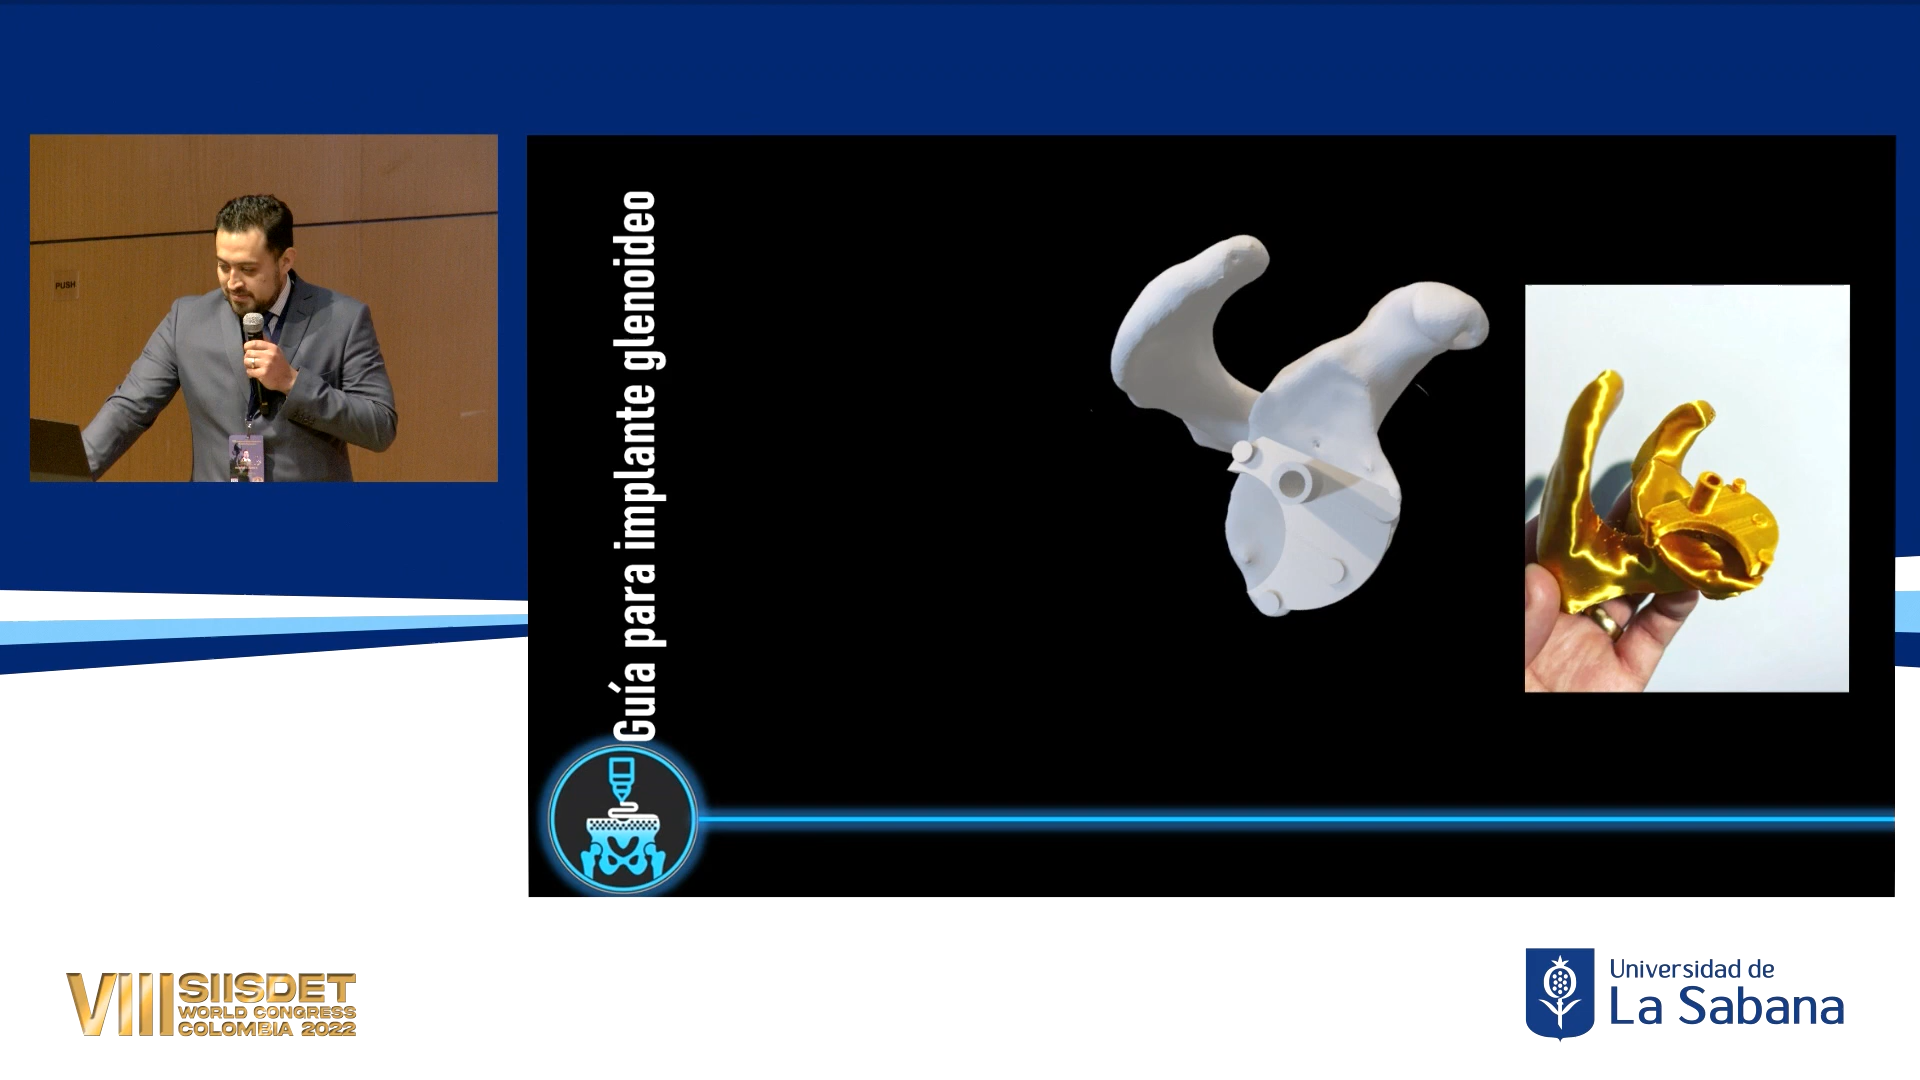 PUSH
Guía para implante glenoideo
VIII SIISDET
WORLD CONGRESS
COLOMBIA 2022
Universidad de
La Sabana